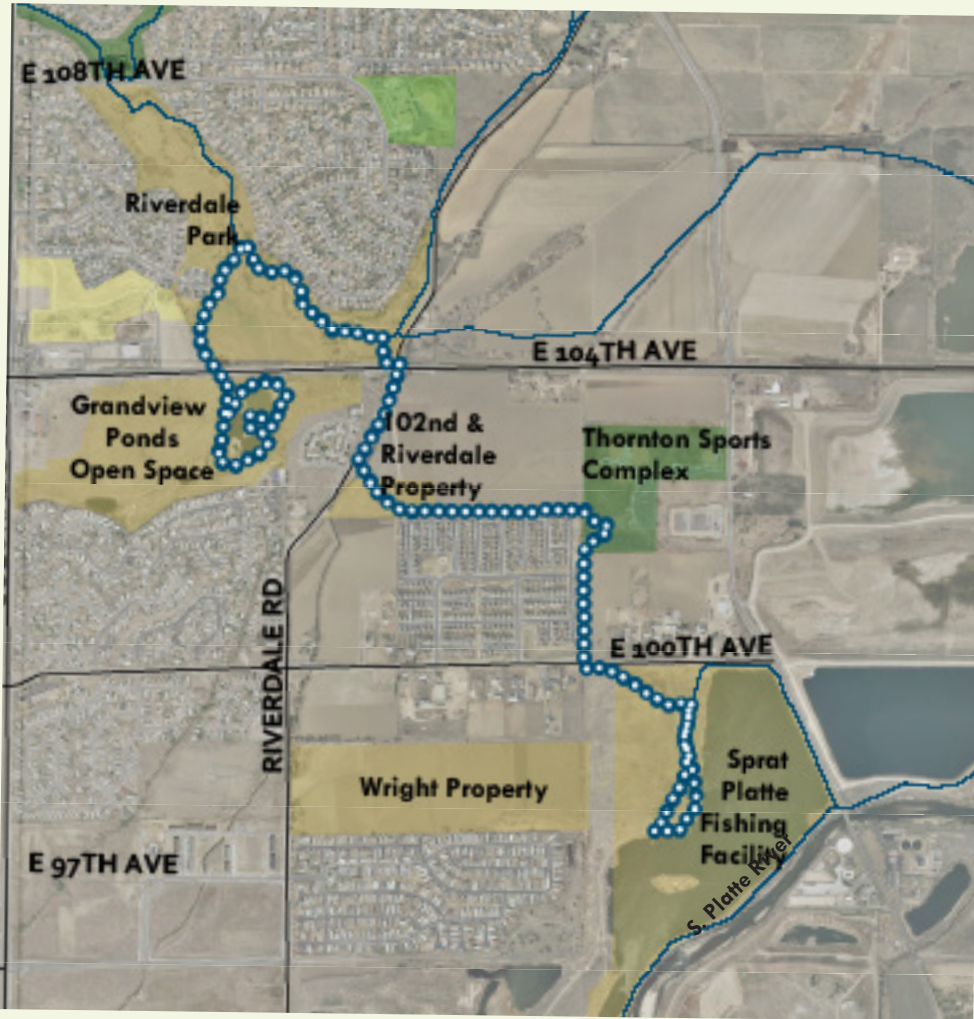 E 108TH AVE
Riverdale
Park
E 104TH AVE
Grandview
Ponds
Open Space
102nd &
Riverdale
Property
Thornton Sports
Complex
E 100TH AVE
RIVERDALE RD
Wright Property
Sprat
Platte
Fishing
Facility
S. Platte River
E 97TH AVE